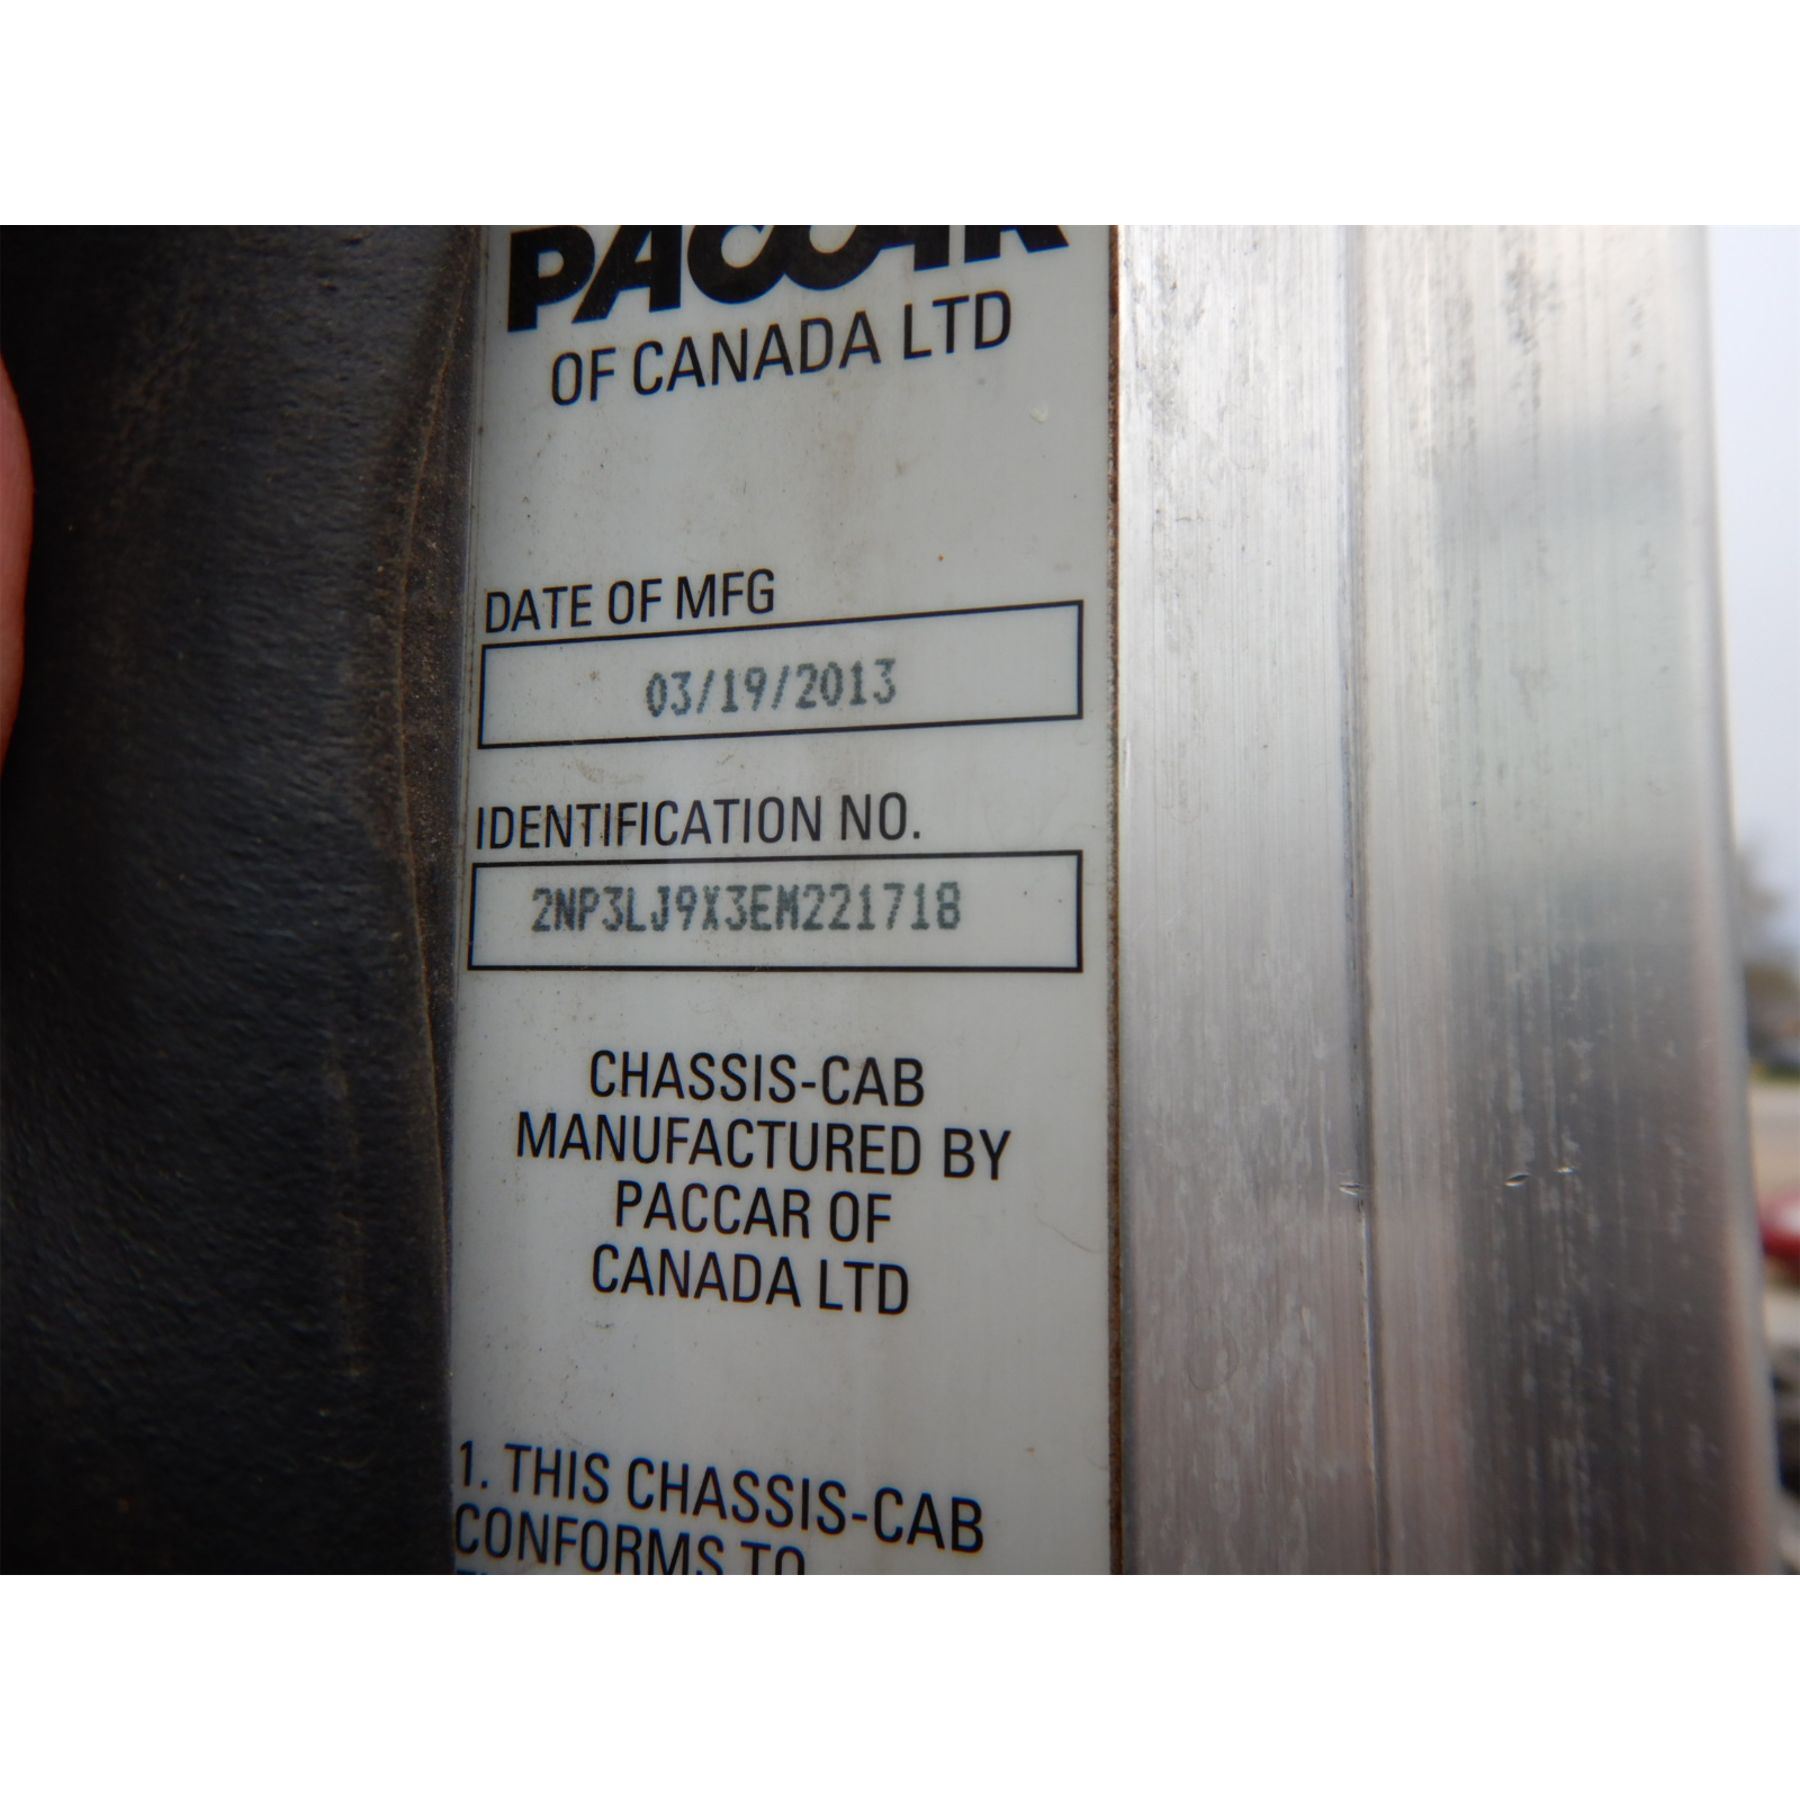 PACCAR
OF CANADA LTD
DATE OF MFG
03/19/2013
IDENTIFICATION NO.
2NP3LJ9X3EM221718
CHASSIS-CAB
MANUFACTURED BY
PACCAR OF
CANADA LTD
1. THIS CHASSIS-CAB
CONFORMS TO